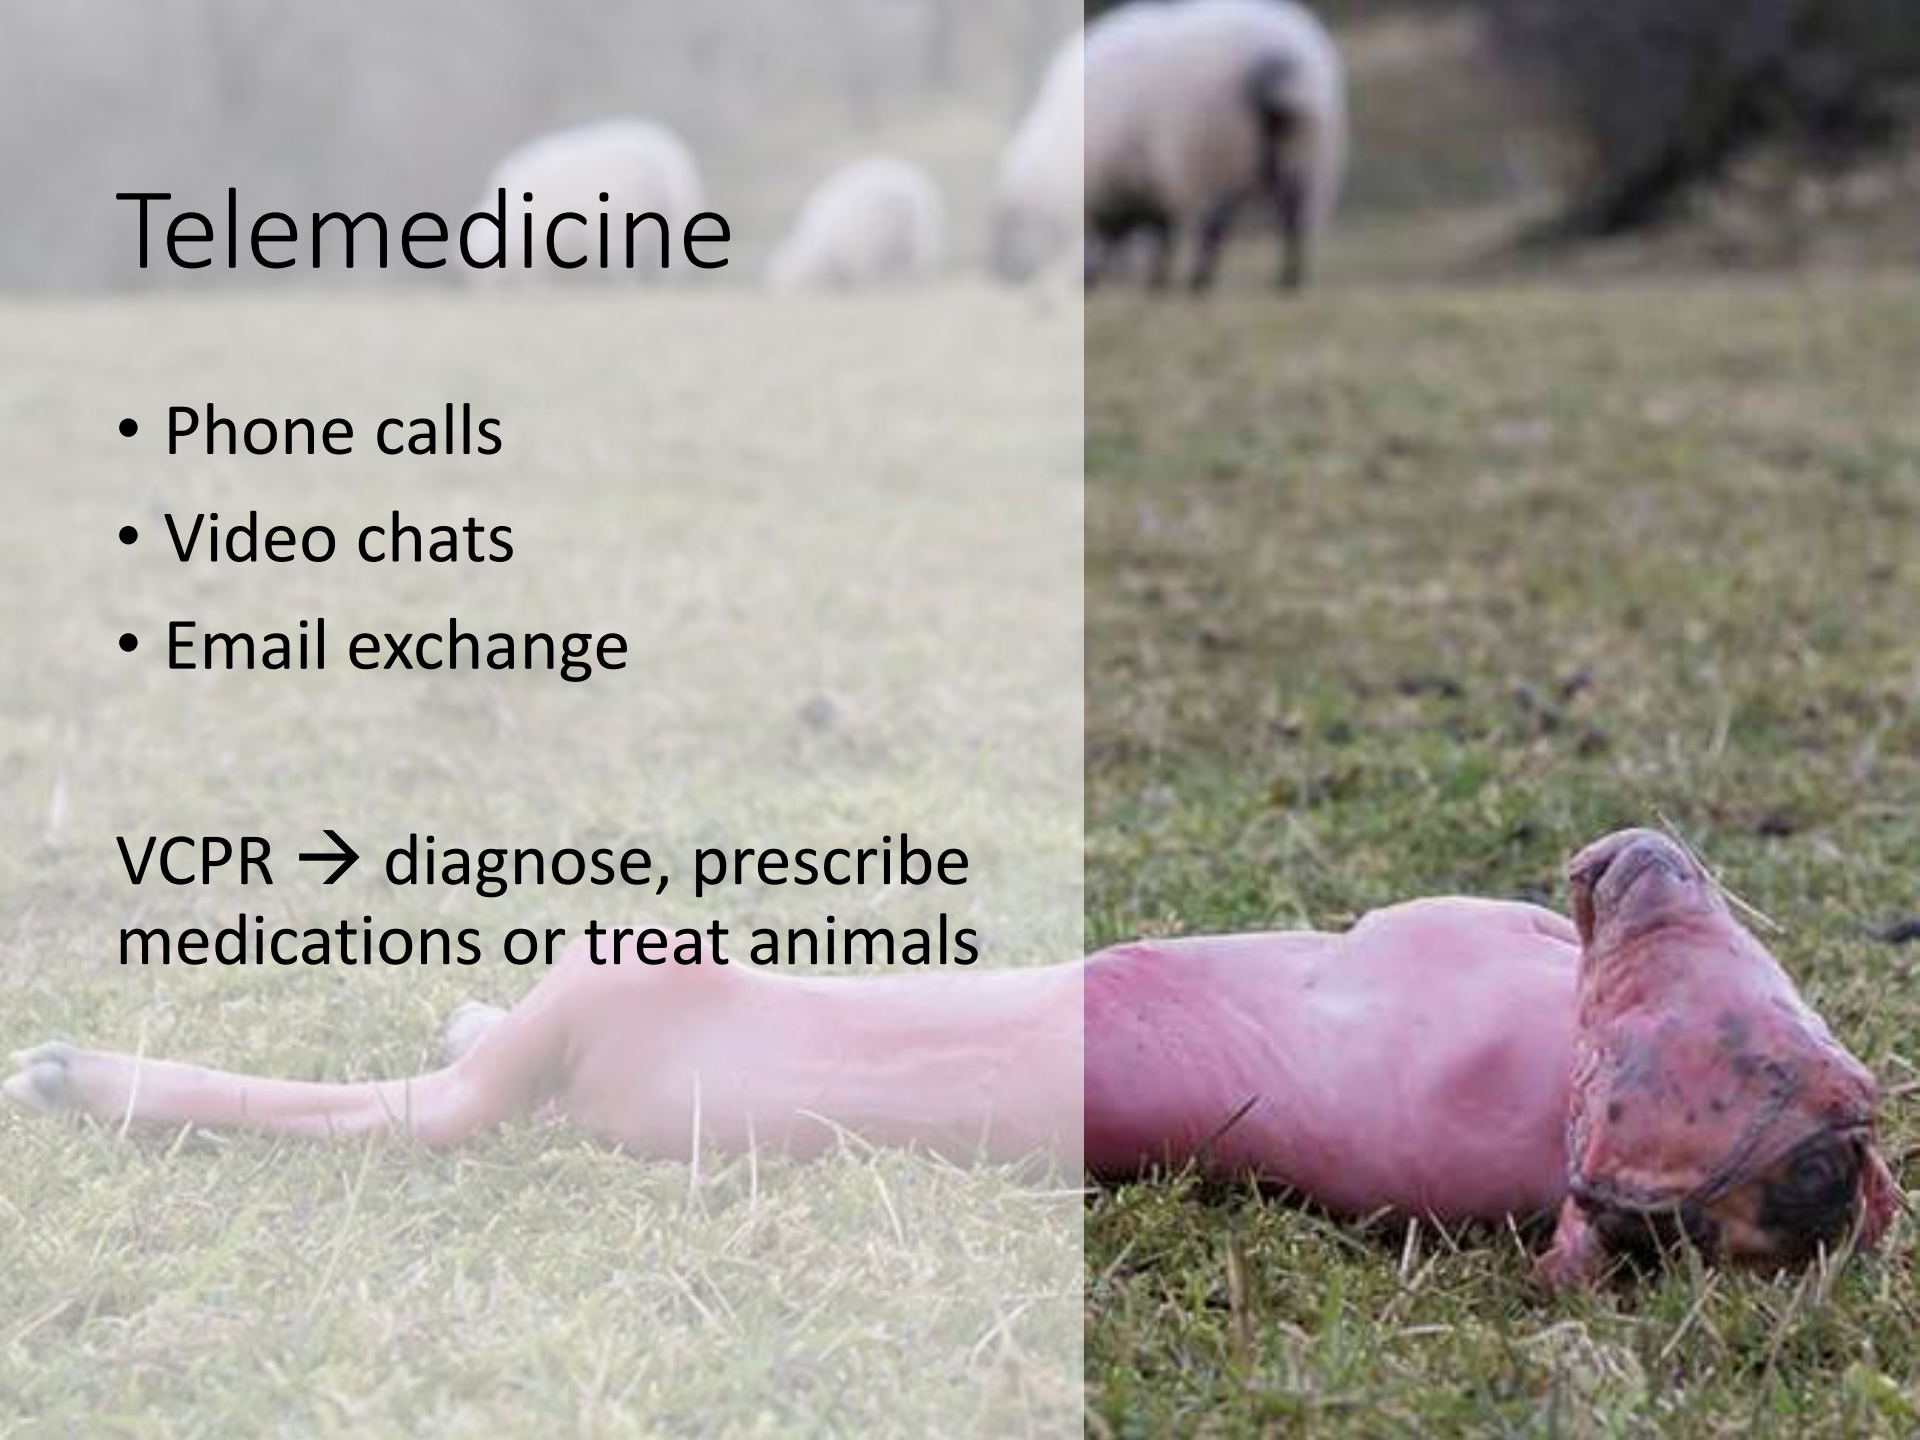 Telemedicine
• Phone calls
• Video chats
• Email exchange
VCPR → diagnose, prescribe
medications or treat animals